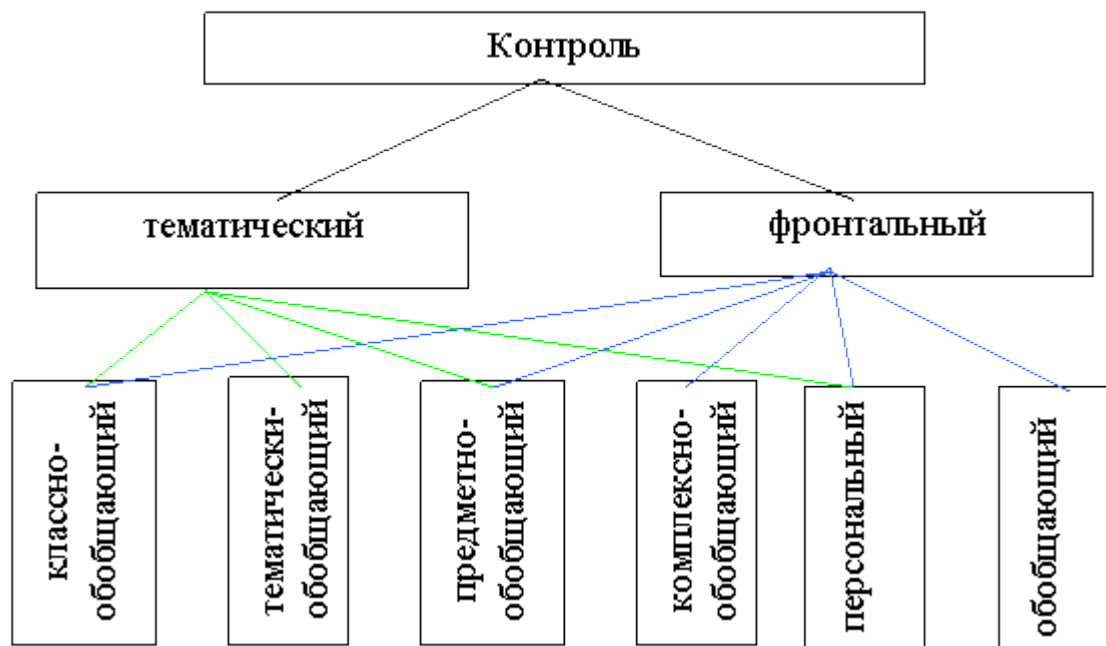 Контроль
тематический
фронтальный
классно-
обобщающий
тематически-
обобщающий
предметно-
обобщающий
комплексно-
обобщающий
персональный
обобщающий